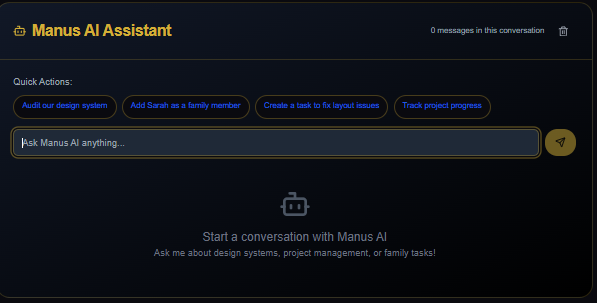 Manus AI Assistant
0 messages in this conversation
Quick Actions:
Audit our design system
Add Sarah as a family member
Create a task to fix layout issues
Track project progress
Ask Manus AI anything...
Start a conversation with Manus AI
Ask me about design systems, project management, or family tasks!